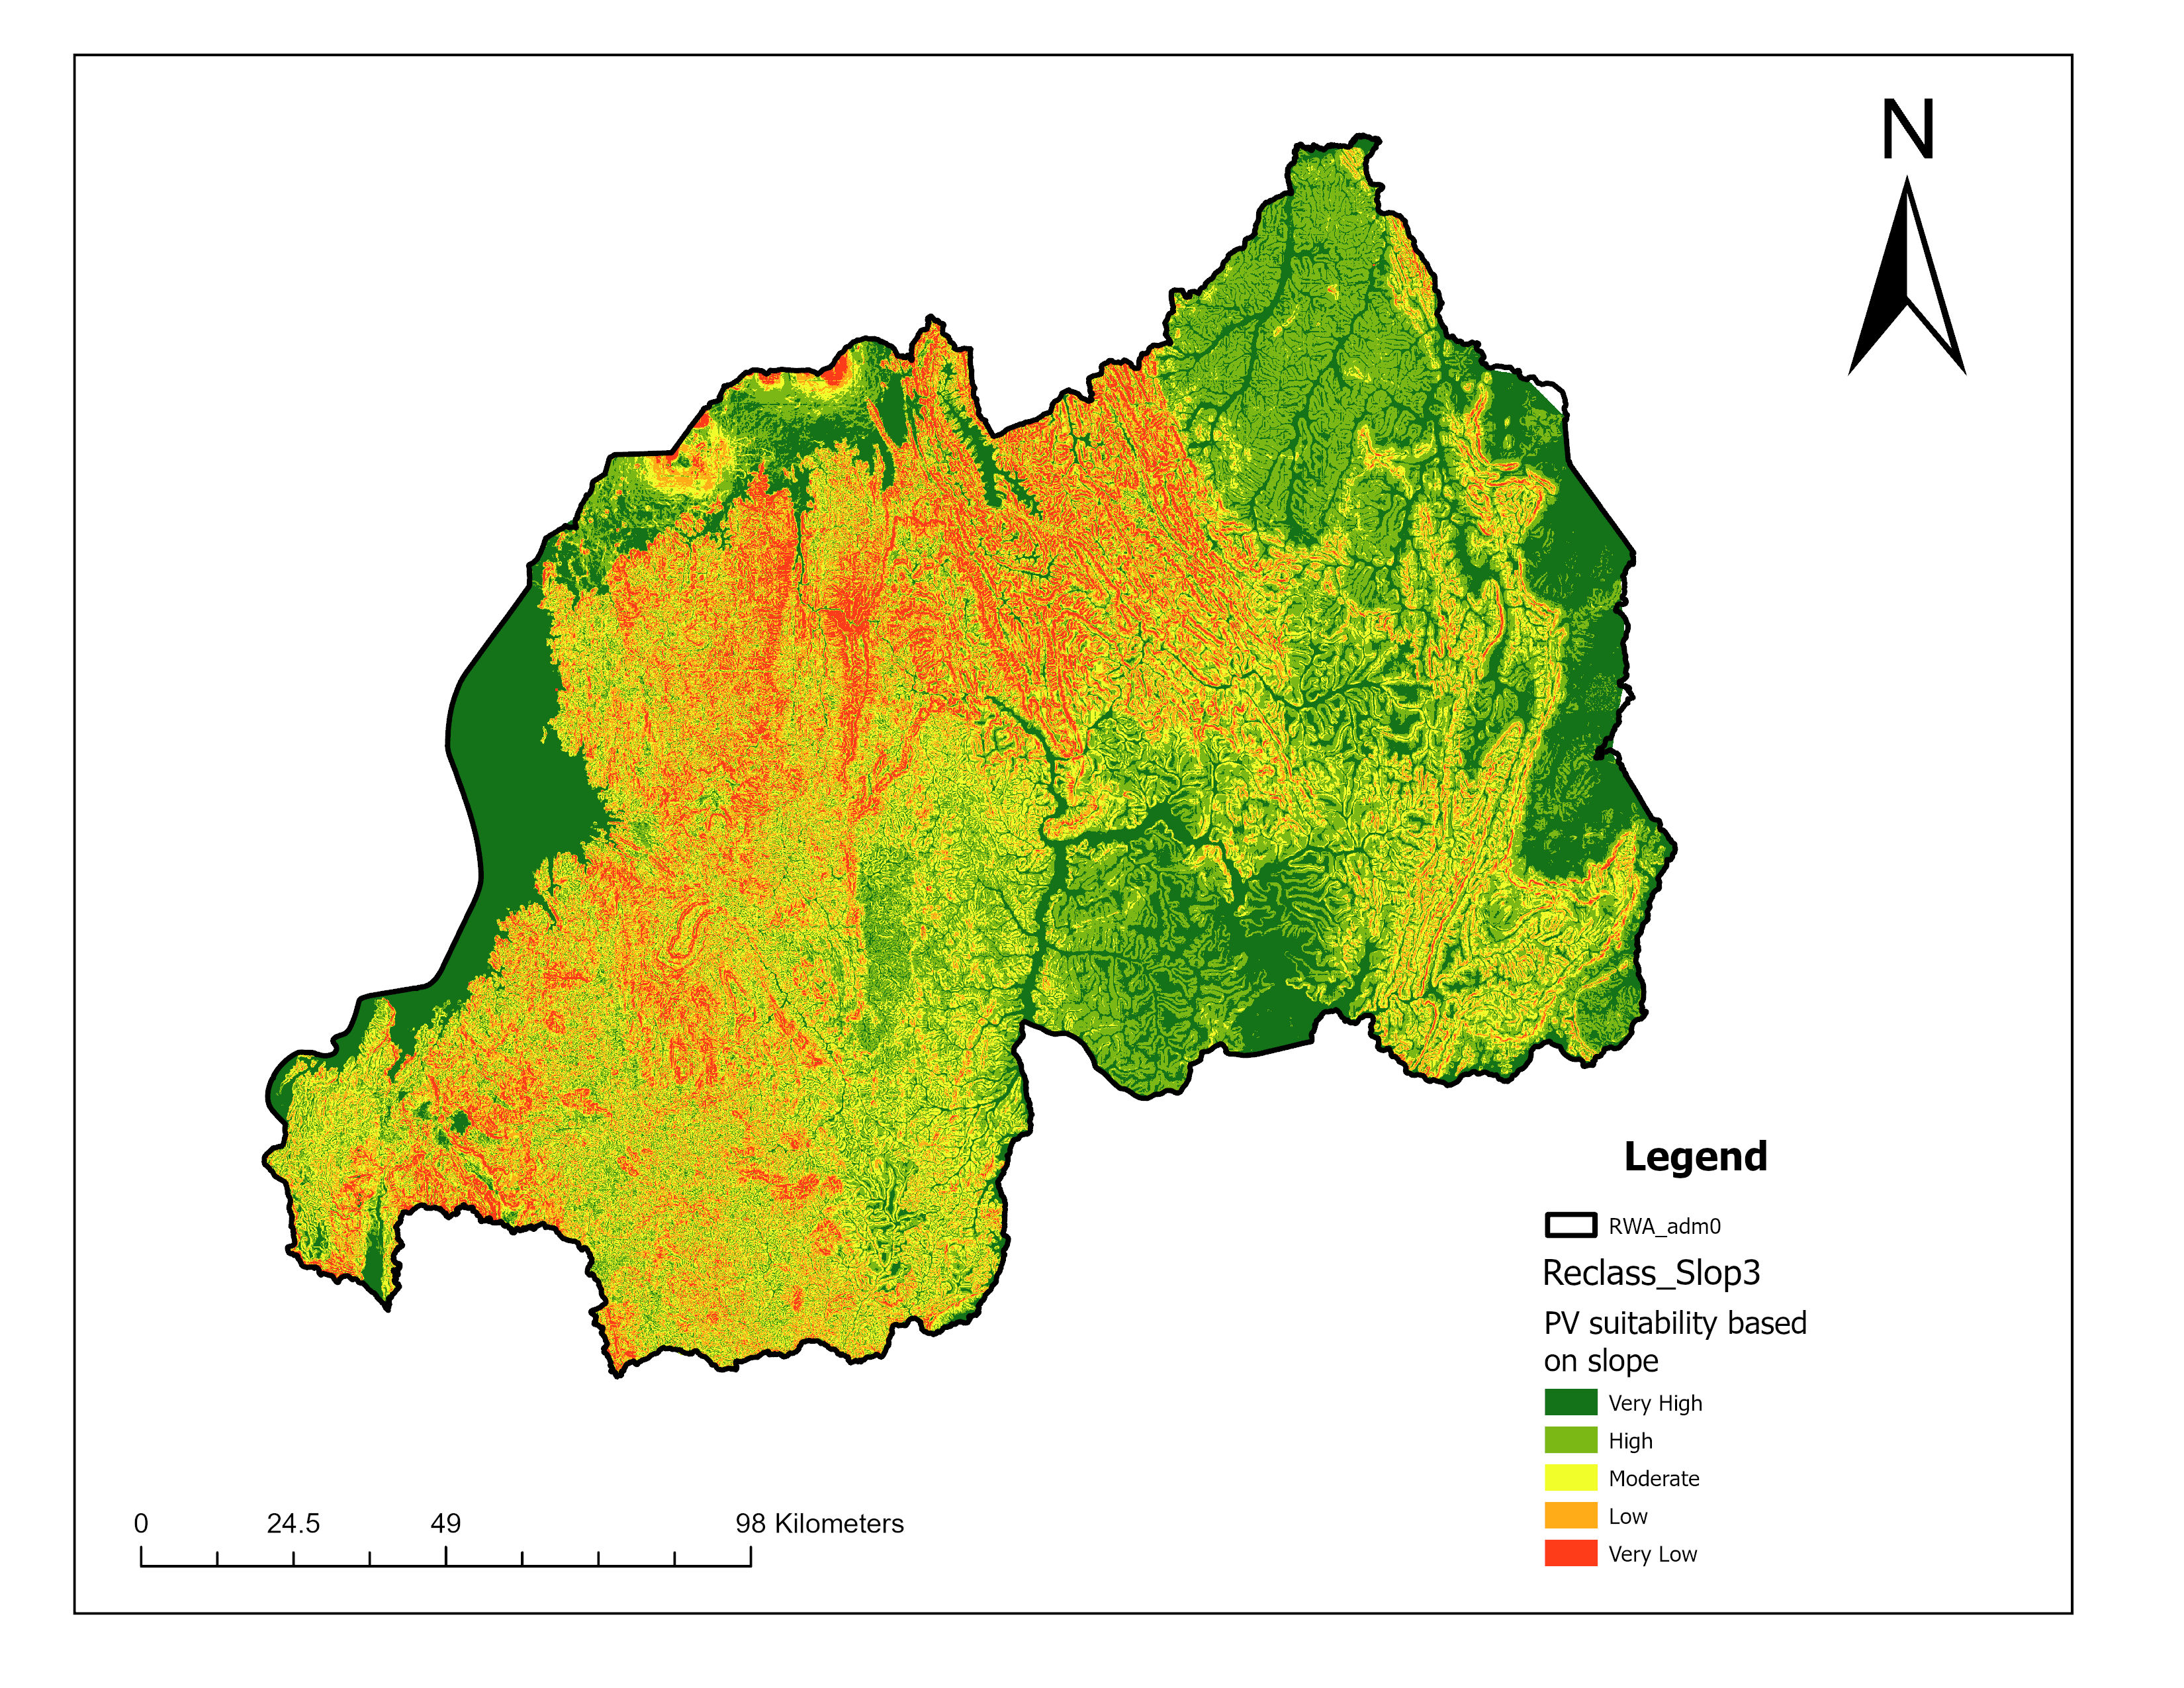 N
Legend
RWA_adm0
Reclass_Slop3
PV suitability based
on slope
Very High
High
Moderate
Low
Very Low
0 24.5 49 98 Kilometers